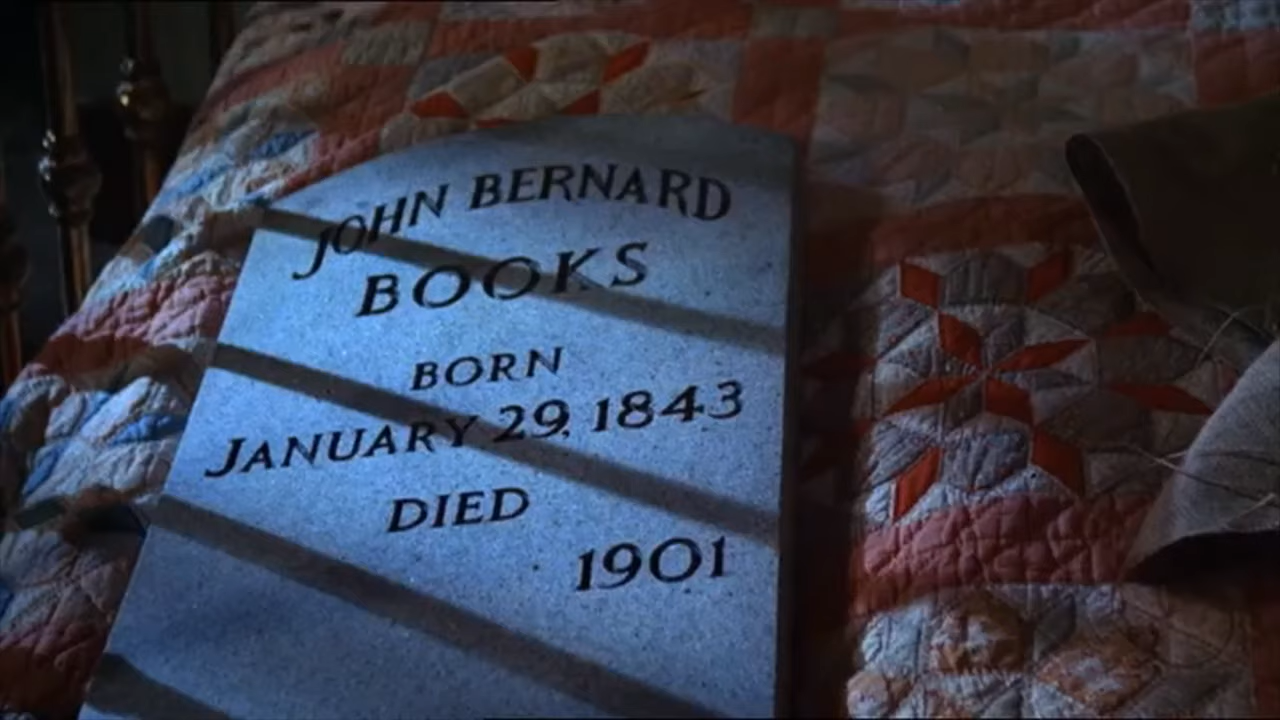 JOHN BERNARD
BOOKS
BORN
JANUARY 29, 1843
DIED
1901